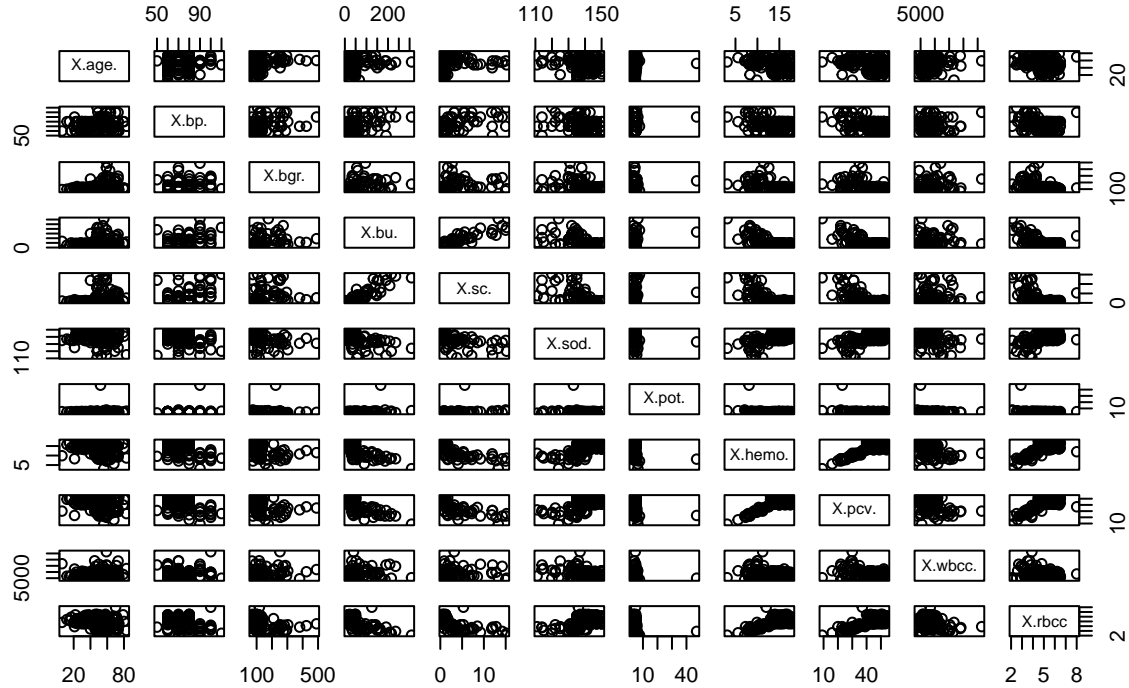 50 90 0 200 110 150 5 15 5000
X.age. 20
50 X.bp.
X.bgr. 100
0 X.bu.
X.sc. 0
110 X.sod.
X.pot. 10
5 X.hemo.
X.pcv. 10
5000 X.wbcc.
X.rbcc 2
20 80 100 500 0 10 10 40 10 40 2 5 8